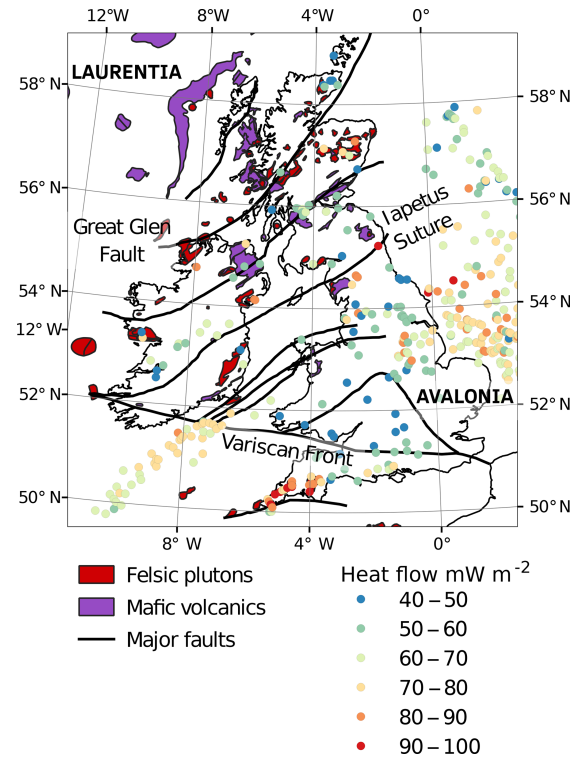 12°W 8°W 4°W 0°
LAURENTIA
58° N 58° N
56° N 56° N
Great Glen
Fault
Iapetus
Suture
54° N 54° N
12° W
52° N 52° N
AVALONIA
Variscan Front
50° N 50° N
8° W 4° W 0°
Felsic plutons
Mafic volcanics
Major faults
Heat flow mW m⁻²
40 – 50
50 – 60
60 – 70
70 – 80
80 – 90
90 – 100